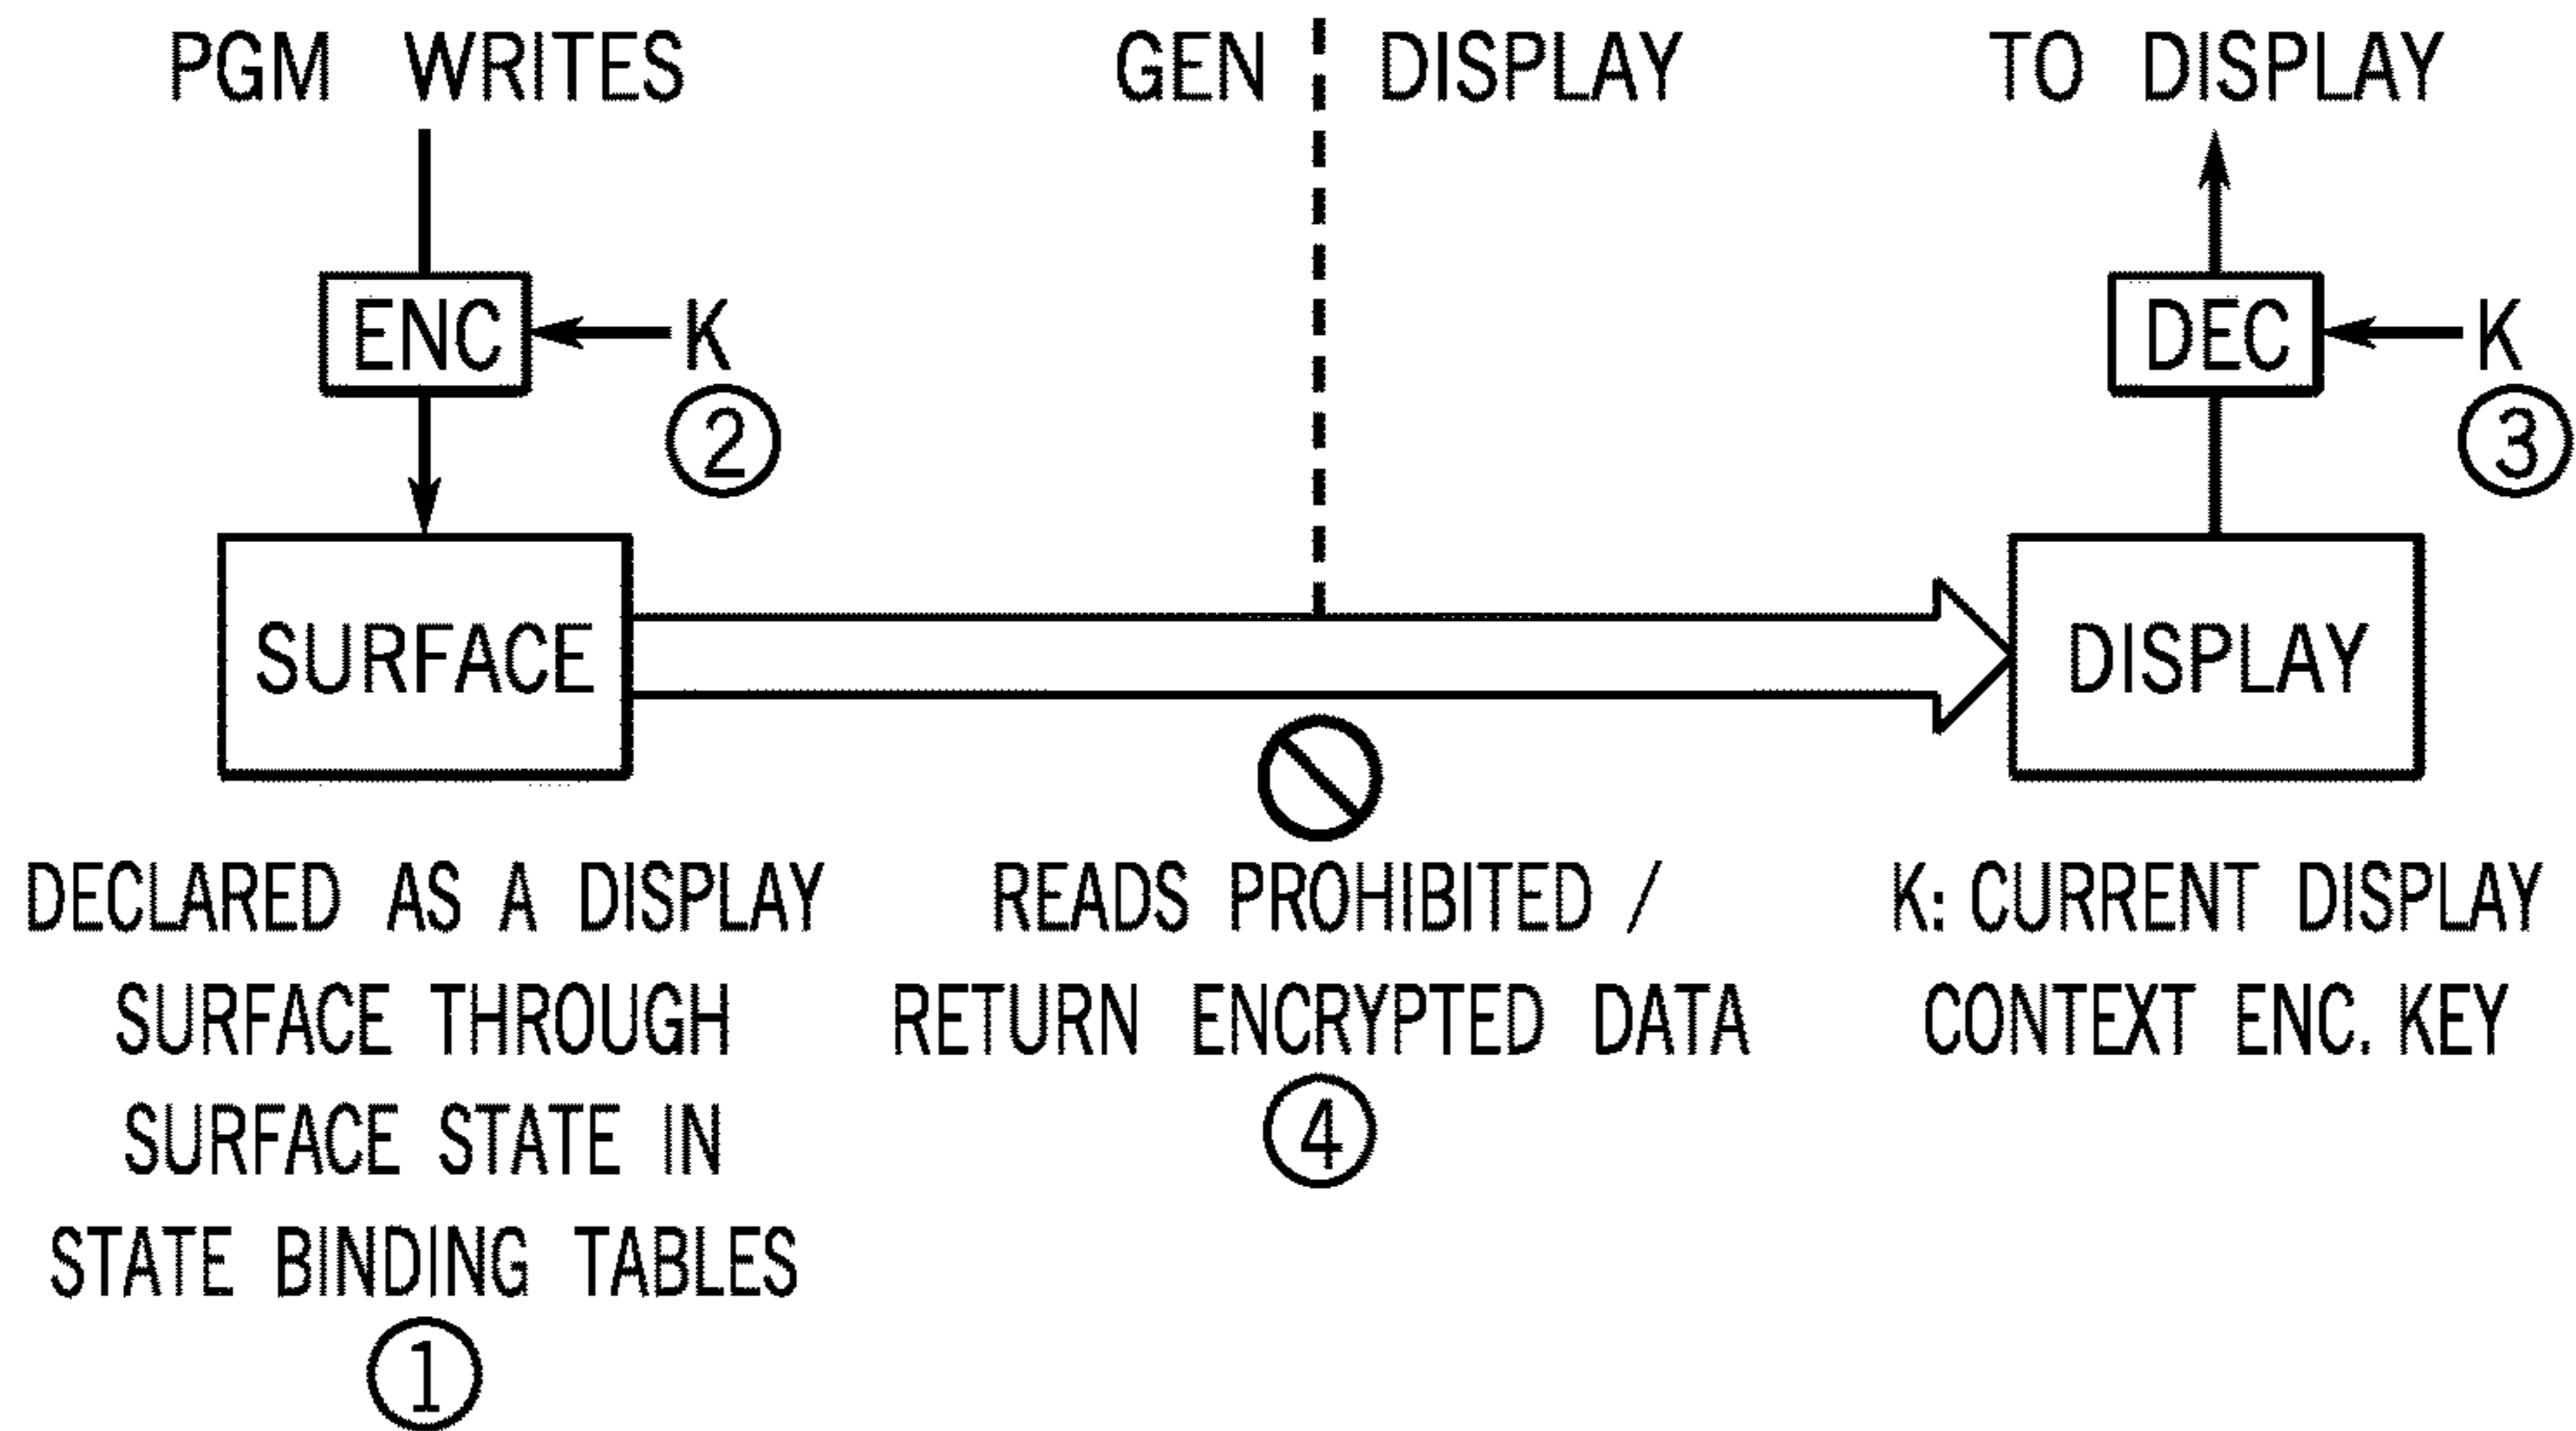 PGM WRITES
GEN DISPLAY
TO DISPLAY
ENC
K
2
DEC
K
3
SURFACE
DISPLAY
DECLARED AS A DISPLAY
SURFACE THROUGH
SURFACE STATE IN
STATE BINDING TABLES
1
READS PROHIBITED /
RETURN ENCRYPTED DATA
4
K: CURRENT DISPLAY
CONTEXT ENC. KEY